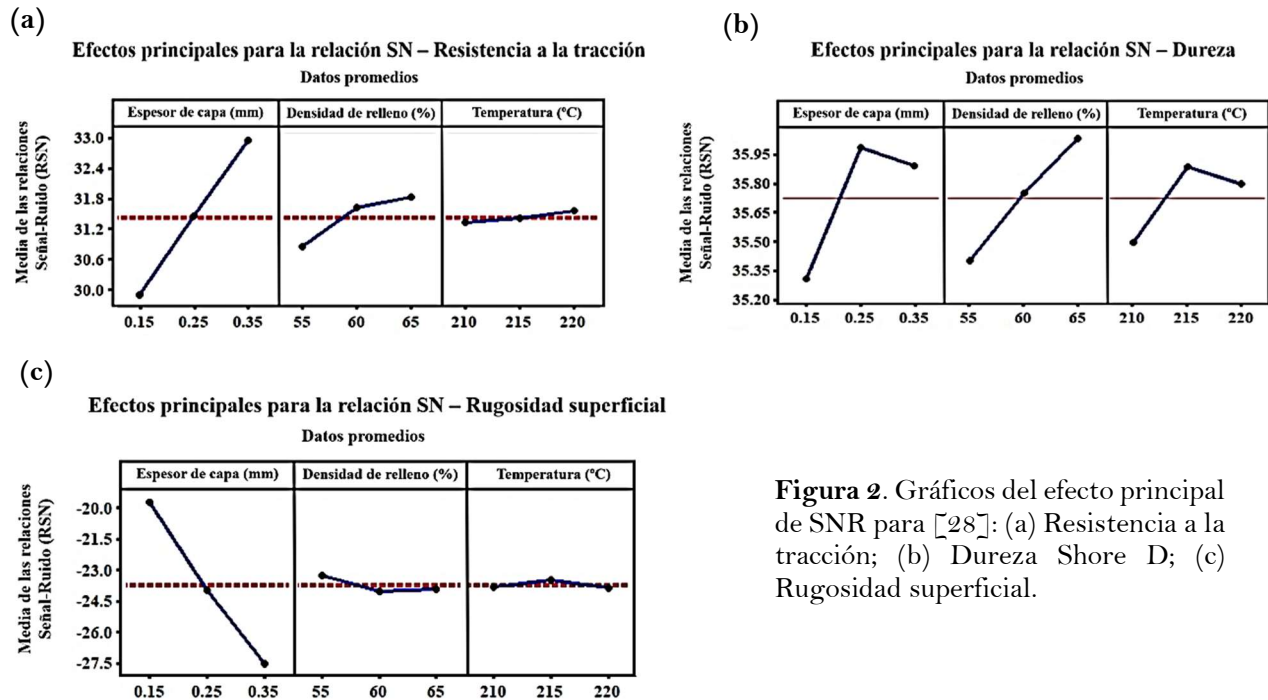 (a)
Efectos principales para la relación SN – Resistencia a la tracción
Datos promedios
Espesor de capa (mm) Densidad de relleno (%) Temperatura (ºC)
Media de las relaciones
Señal-Ruido (RSN)
33.0
32.4
31.8
31.2
30.6
30.0
0.15 0.25 0.35 55 60 65 210 215 220
(b)
Efectos principales para la relación SN – Dureza
Datos promedios
Espesor de capa (mm) Densidad de relleno (%) Temperatura (ºC)
Media de las relaciones
Señal-Ruido (RSN)
35.95
35.80
35.65
35.50
35.35
35.20
0.15 0.25 0.35 55 60 65 210 215 220
(c)
Efectos principales para la relación SN – Rugosidad superficial
Datos promedios
Espesor de capa (mm) Densidad de relleno (%) Temperatura (ºC)
Media de las relaciones
Señal-Ruido (RSN)
-20.0
-21.5
-23.0
-24.5
-26.0
-27.5
0.15 0.25 0.35 55 60 65 210 215 220
Figura 2. Gráficos del efecto principal
de SNR para [28]: (a) Resistencia a la
tracción; (b) Dureza Shore D; (c)
Rugosidad superficial.